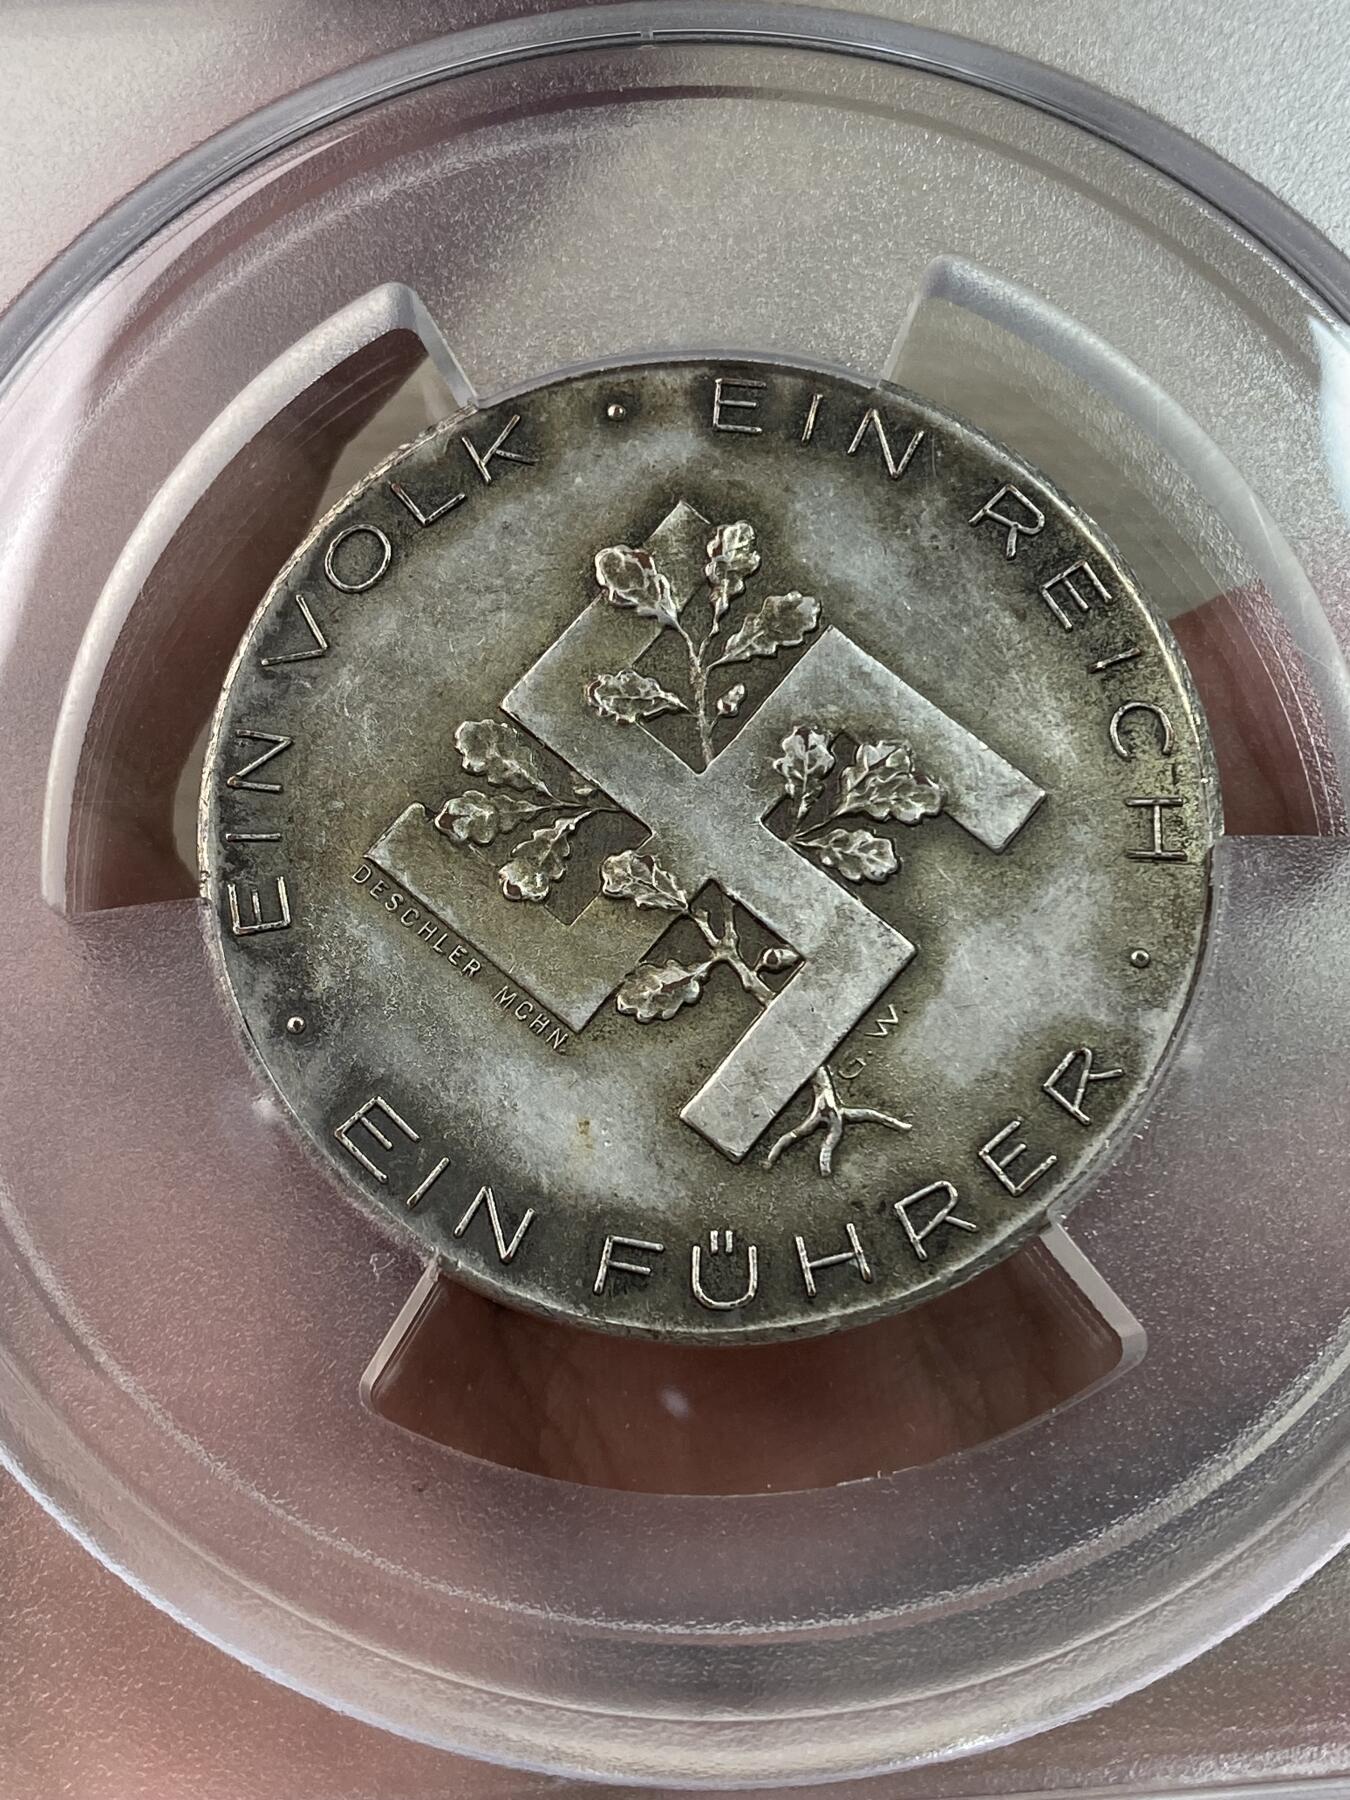 EIN VOLK · EIN REICH · EIN FÜHRER
DESCHLER MCHN.
J.W.